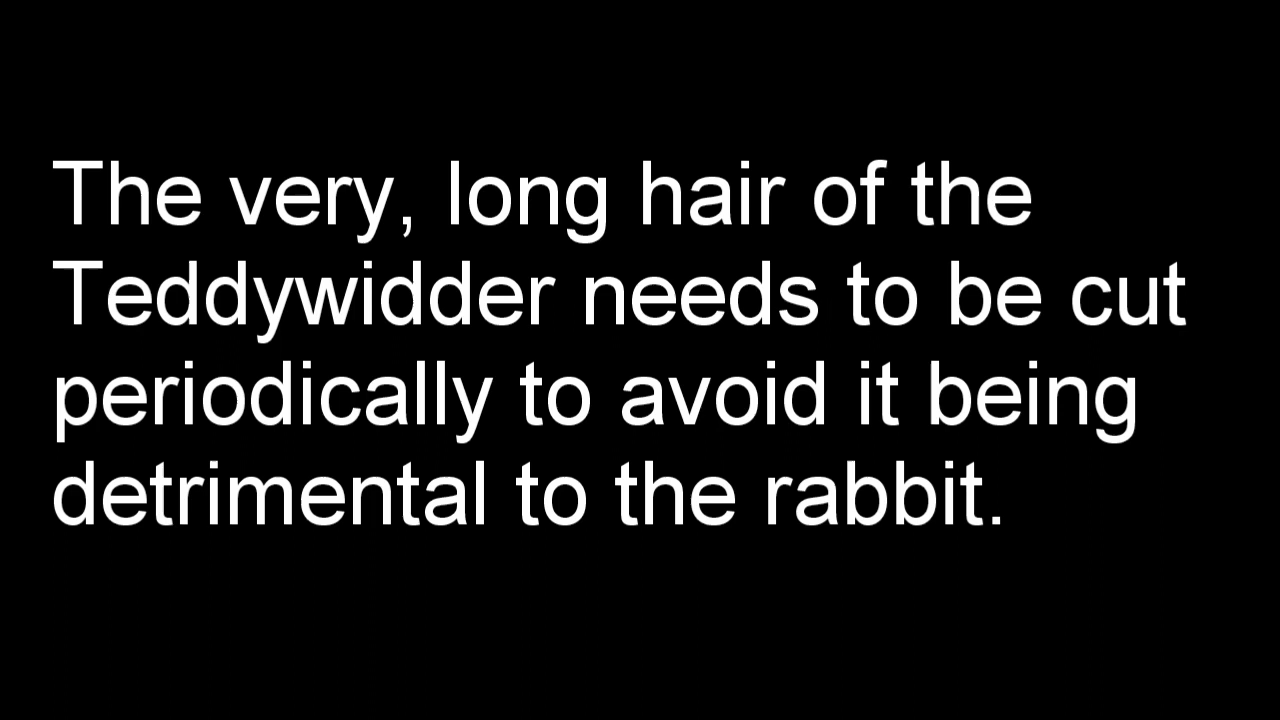 The very, long hair of the
Teddywidder needs to be cut
periodically to avoid it being
detrimental to the rabbit.